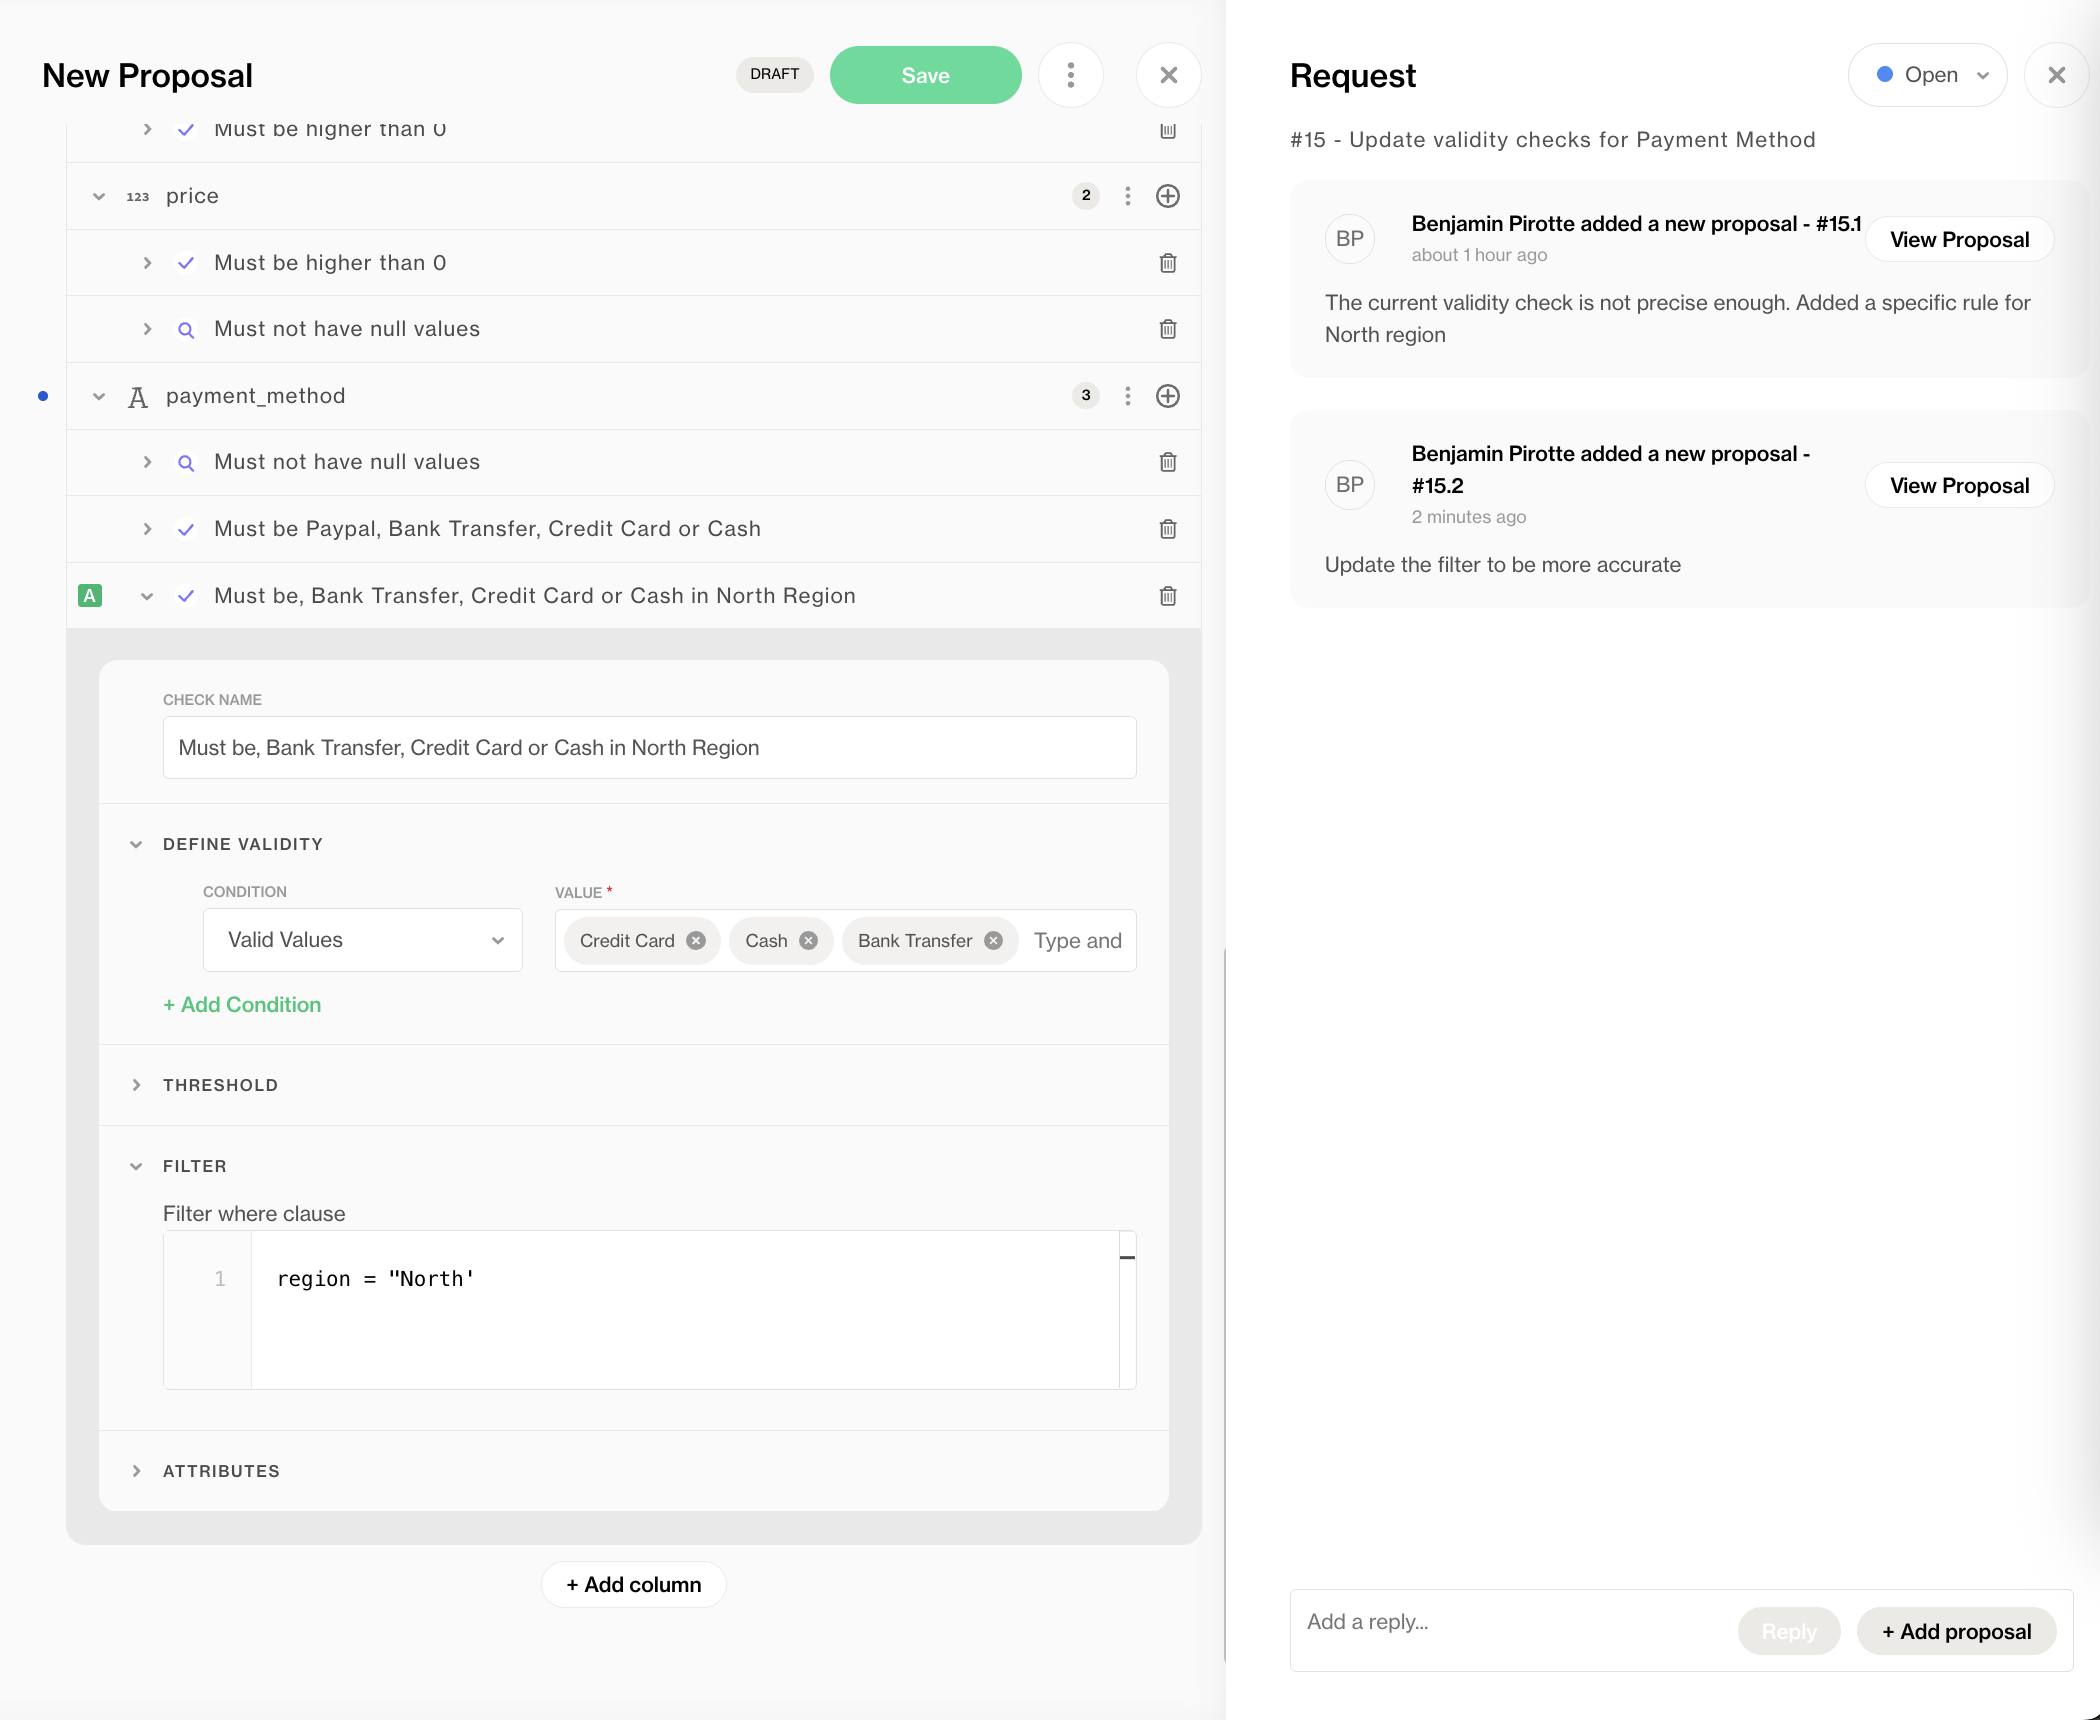 New Proposal
DRAFT
Save
Must be higher than 0
123 price
2
Must be higher than 0
Must not have null values
A payment_method
3
Must not have null values
Must be Paypal, Bank Transfer, Credit Card or Cash
A Must be, Bank Transfer, Credit Card or Cash in North Region
CHECK NAME
Must be, Bank Transfer, Credit Card or Cash in North Region
DEFINE VALIDITY
CONDITION
VALUE *
Valid Values
Credit Card
Cash
Bank Transfer
Type and
+ Add Condition
THRESHOLD
FILTER
Filter where clause
1
region = "North'
ATTRIBUTES
+ Add column
Request
Open
#15 - Update validity checks for Payment Method
BP
Benjamin Pirotte added a new proposal - #15.1
about 1 hour ago
View Proposal
The current validity check is not precise enough. Added a specific rule for
North region
BP
Benjamin Pirotte added a new proposal -
#15.2
2 minutes ago
View Proposal
Update the filter to be more accurate
Add a reply...
Reply
+ Add proposal